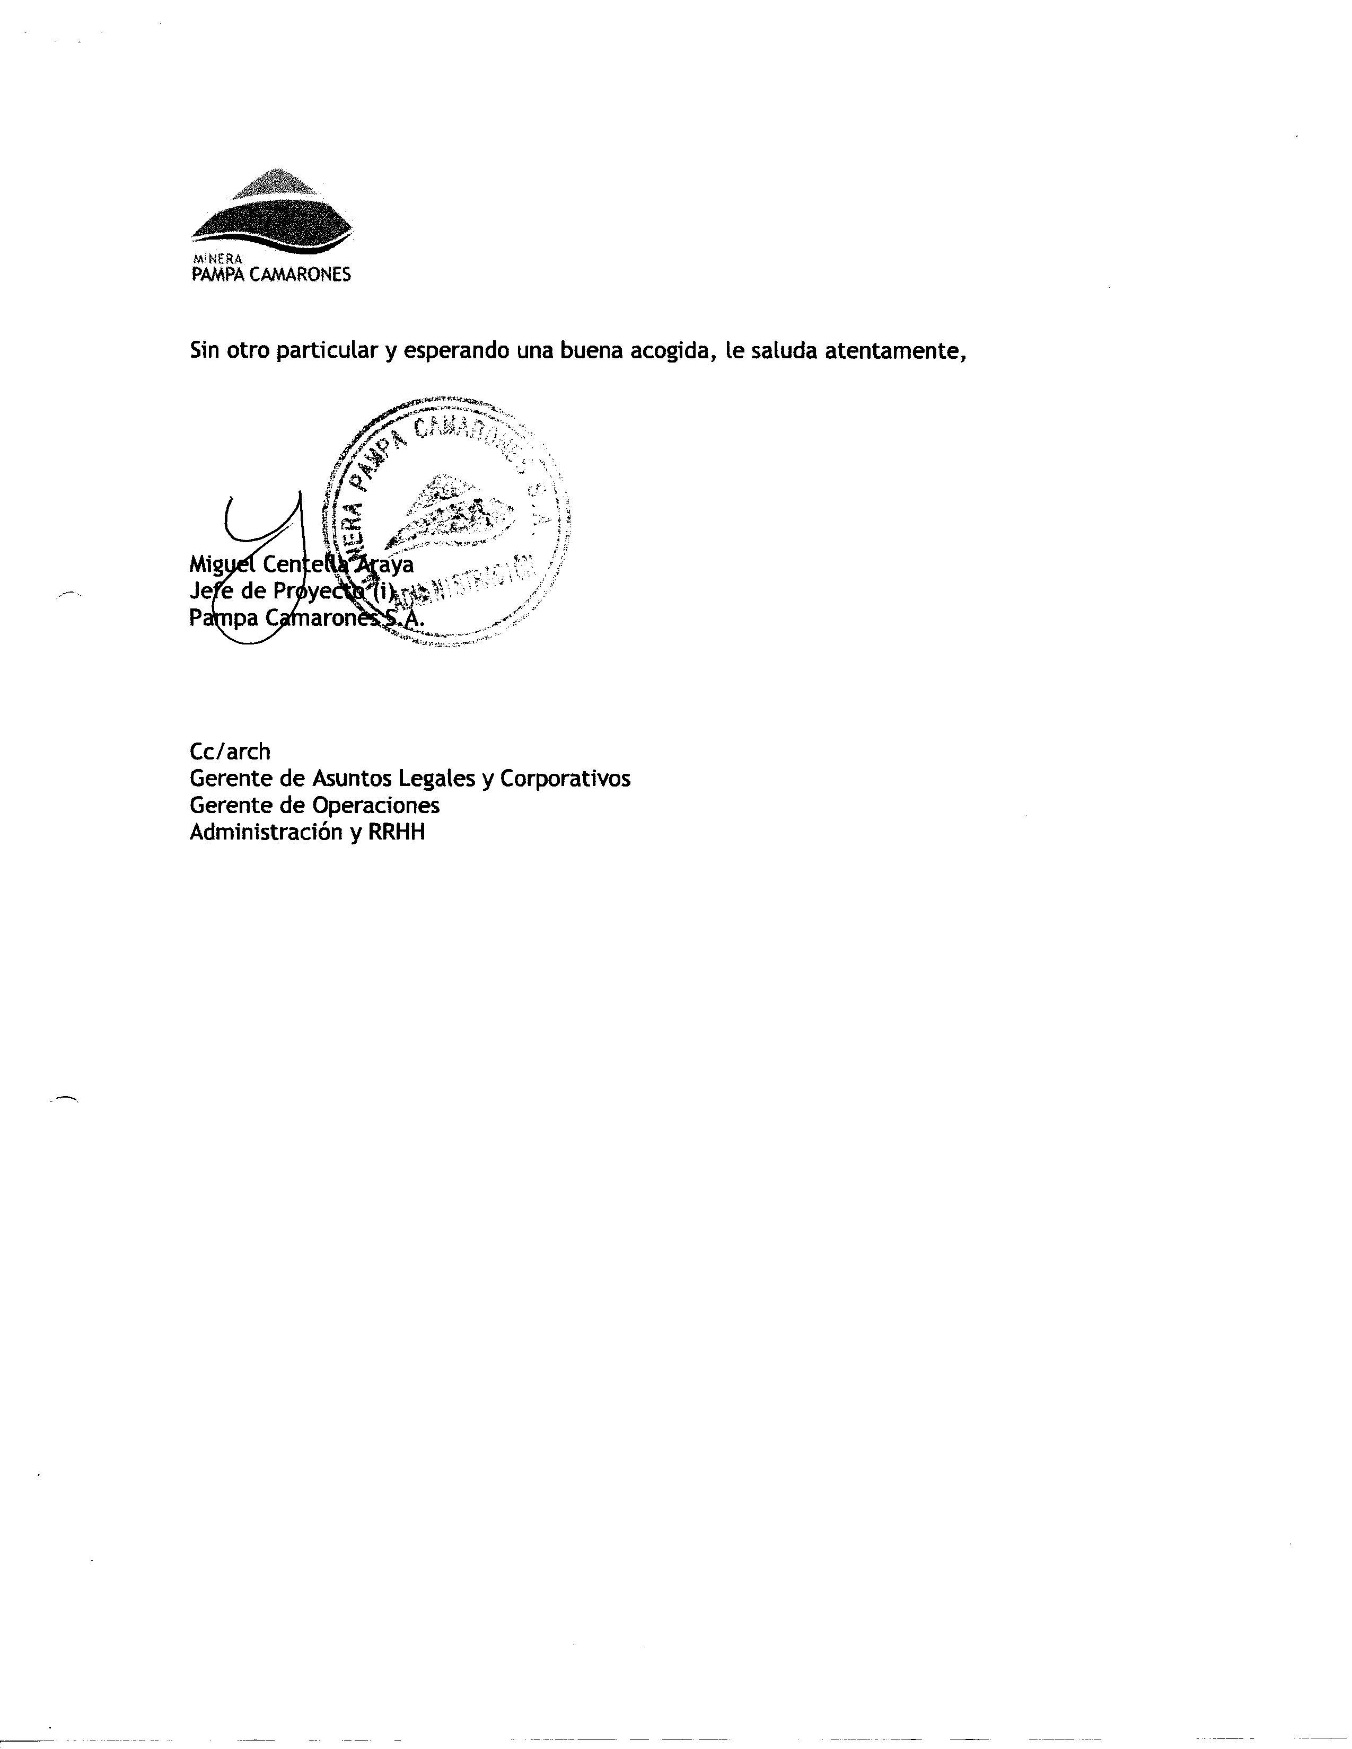 MINERA
PAMPA CAMARONES
Sin otro particular y esperando una buena acogida, le saluda atentamente,
MINERA PAMPA CAMARONES S.A.
ADMINISTRACIÓN
Miguel Centella Araya
Jefe de Proyecto (i)
Pampa Camarones S.A.
Cc/arch
Gerente de Asuntos Legales y Corporativos
Gerente de Operaciones
Administración y RRHH